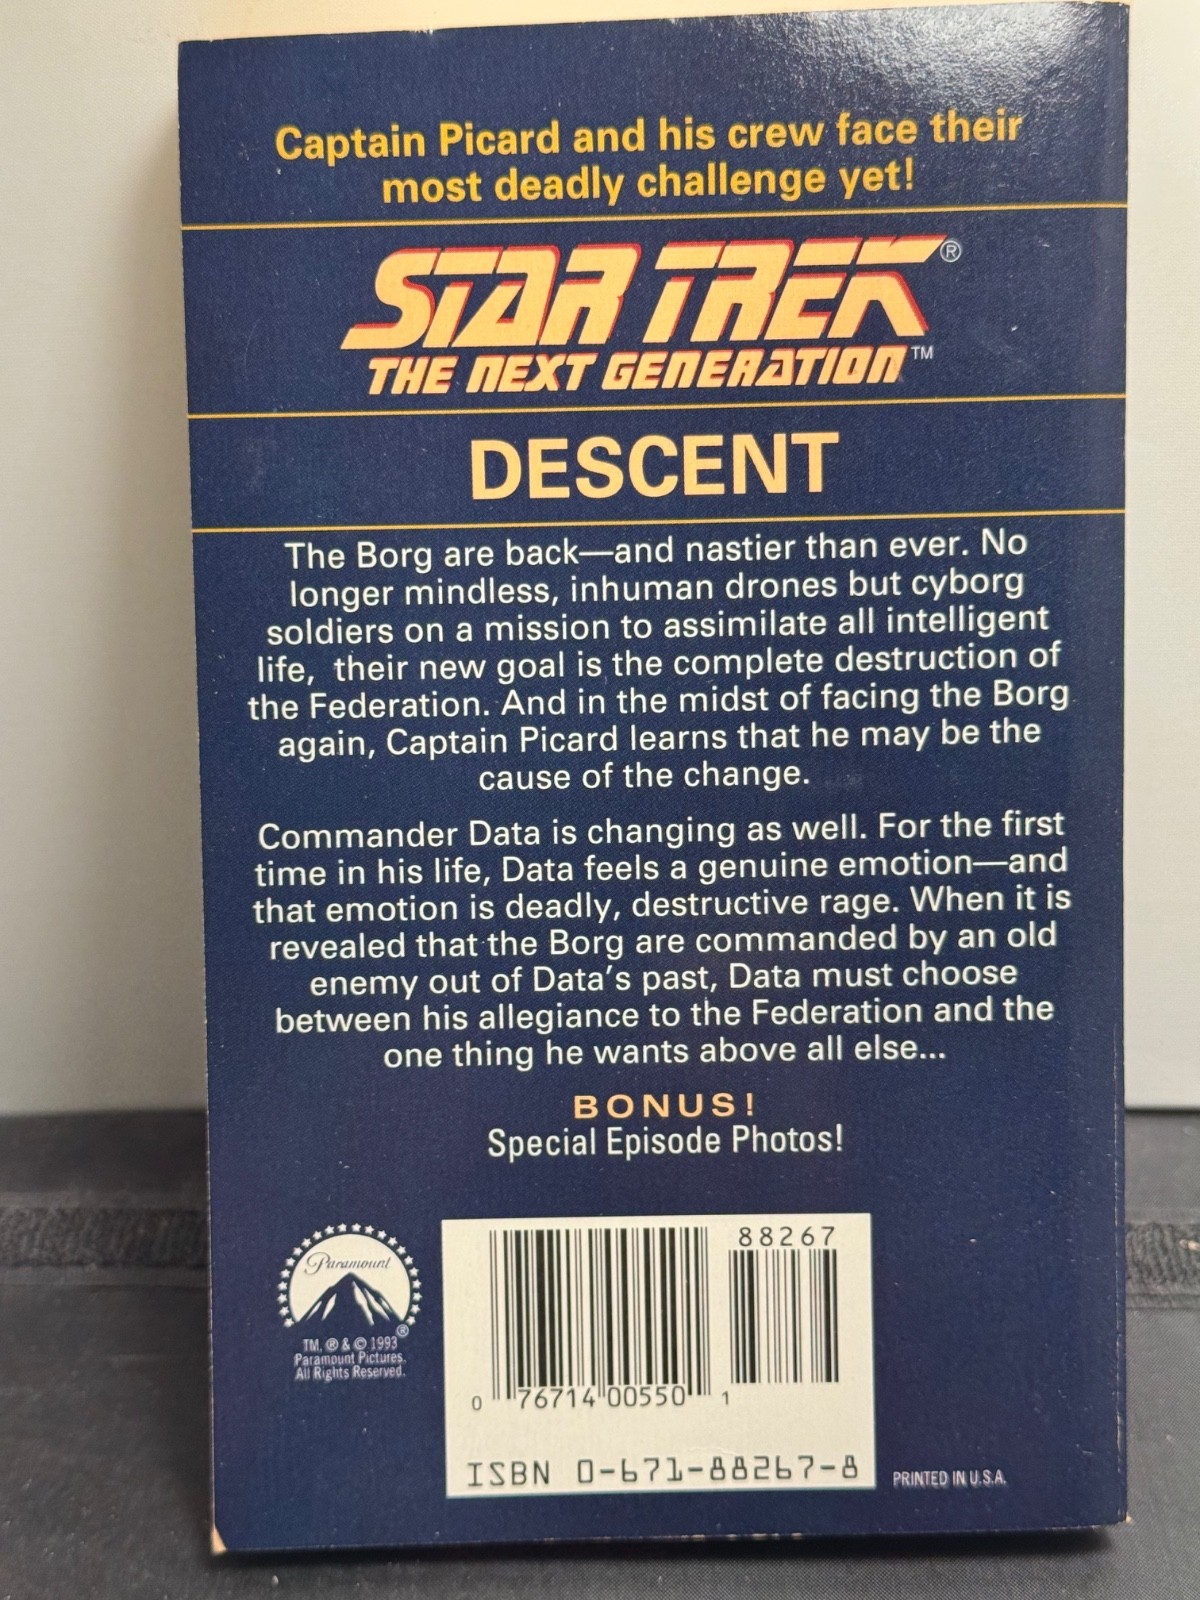 Captain Picard and his crew face their
most deadly challenge yet!
STAR TREK®
THE NEXT GENERATION™
DESCENT
The Borg are back—and nastier than ever. No
longer mindless, inhuman drones but cyborg
soldiers on a mission to assimilate all intelligent
life, their new goal is the complete destruction of
the Federation. And in the midst of facing the Borg
again, Captain Picard learns that he may be the
cause of the change.
Commander Data is changing as well. For the first
time in his life, Data feels a genuine emotion—and
that emotion is deadly, destructive rage. When it is
revealed that the Borg are commanded by an old
enemy out of Data's past, Data must choose
between his allegiance to the Federation and the
one thing he wants above all else...
BONUS!
Special Episode Photos!
Paramount
®
TM, ® & © 1993
Paramount Pictures.
All Rights Reserved.
88267
0 76714 00550 1
ISBN 0-671-88267-8
PRINTED IN U.S.A.